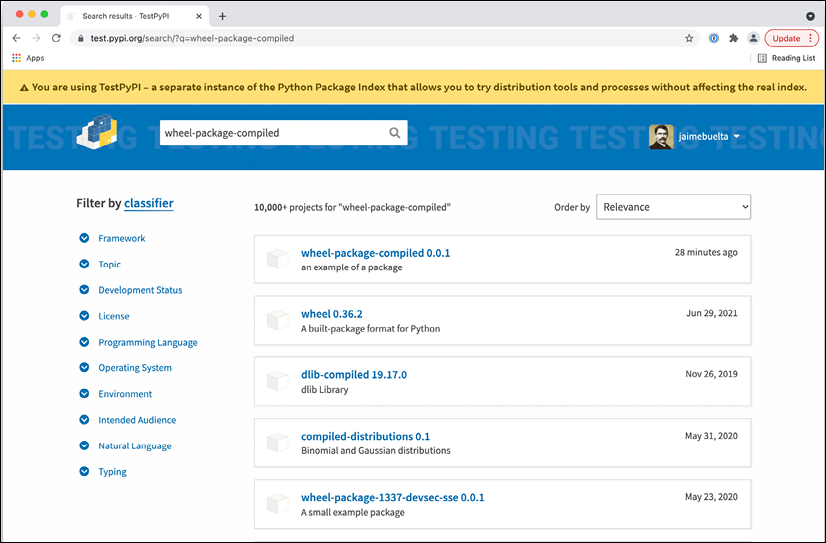 Search results · TestPyPI
test.pypi.org/search/?q=wheel-package-compiled
Update
Apps
Reading List
You are using TestPyPI – a separate instance of the Python Package Index that allows you to try distribution tools and processes without affecting the real index.
TESTING TESTING TESTING TESTING TESTING TESTING
wheel-package-compiled
jaimebuelta
Filter by classifier
10,000+ projects for "wheel-package-compiled"
Order by
Relevance
Framework
Topic
Development Status
License
Programming Language
Operating System
Environment
Intended Audience
Natural Language
Typing
wheel-package-compiled 0.0.1
28 minutes ago
an example of a package
wheel 0.36.2
Jun 29, 2021
A built-package format for Python
dlib-compiled 19.17.0
Nov 26, 2019
dlib Library
compiled-distributions 0.1
May 31, 2020
Binomial and Gaussian distributions
wheel-package-1337-devsec-sse 0.0.1
May 23, 2020
A small example package